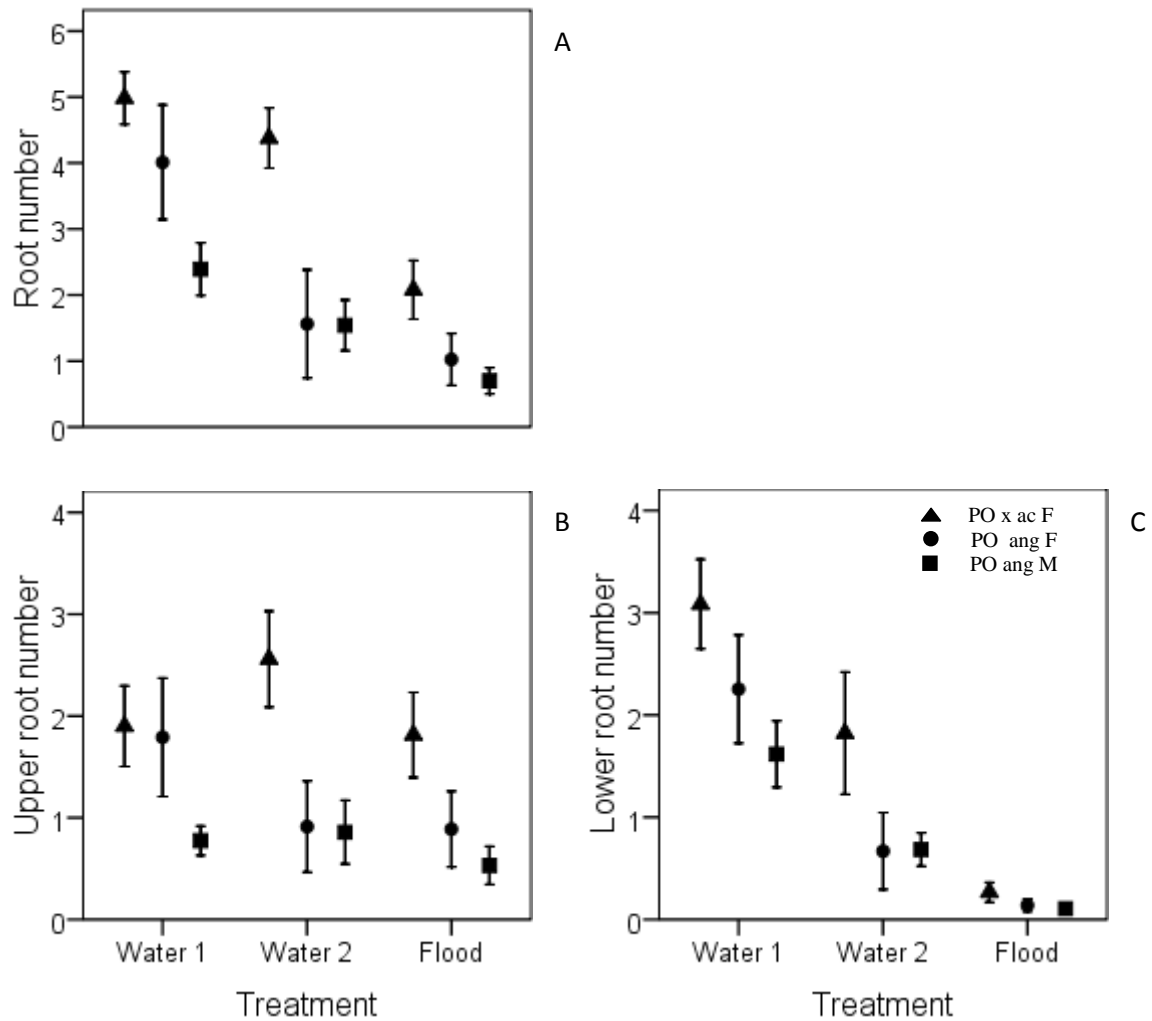 A
Root number
6
5
4
3
2
1
0
B
Upper root number
4
3
2
1
0
Water 1 Water 2 Flood
Treatment
C
PO x ac F
PO ang F
PO ang M
Lower root number
4
3
2
1
0
Water 1 Water 2 Flood
Treatment